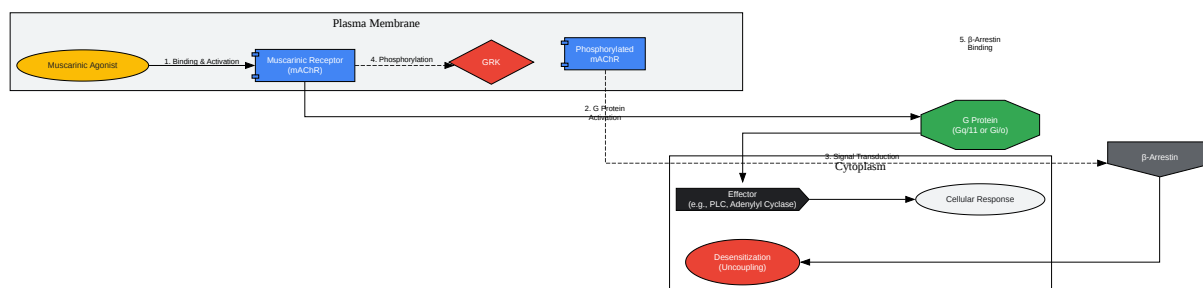 Plasma Membrane
5. β-Arrestin
Binding
Muscarinic Agonist
1. Binding & Activation
Muscarinic Receptor
(mAChR)
4. Phosphorylation
GRK
Phosphorylated
mAChR
2. G Protein
Activation
G Protein
(Gq/11 or Gi/o)
3. Signal Transduction
Cytoplasm
β-Arrestin
Effector
(e.g., PLC, Adenylyl Cyclase)
Cellular Response
Desensitization
(Uncoupling)